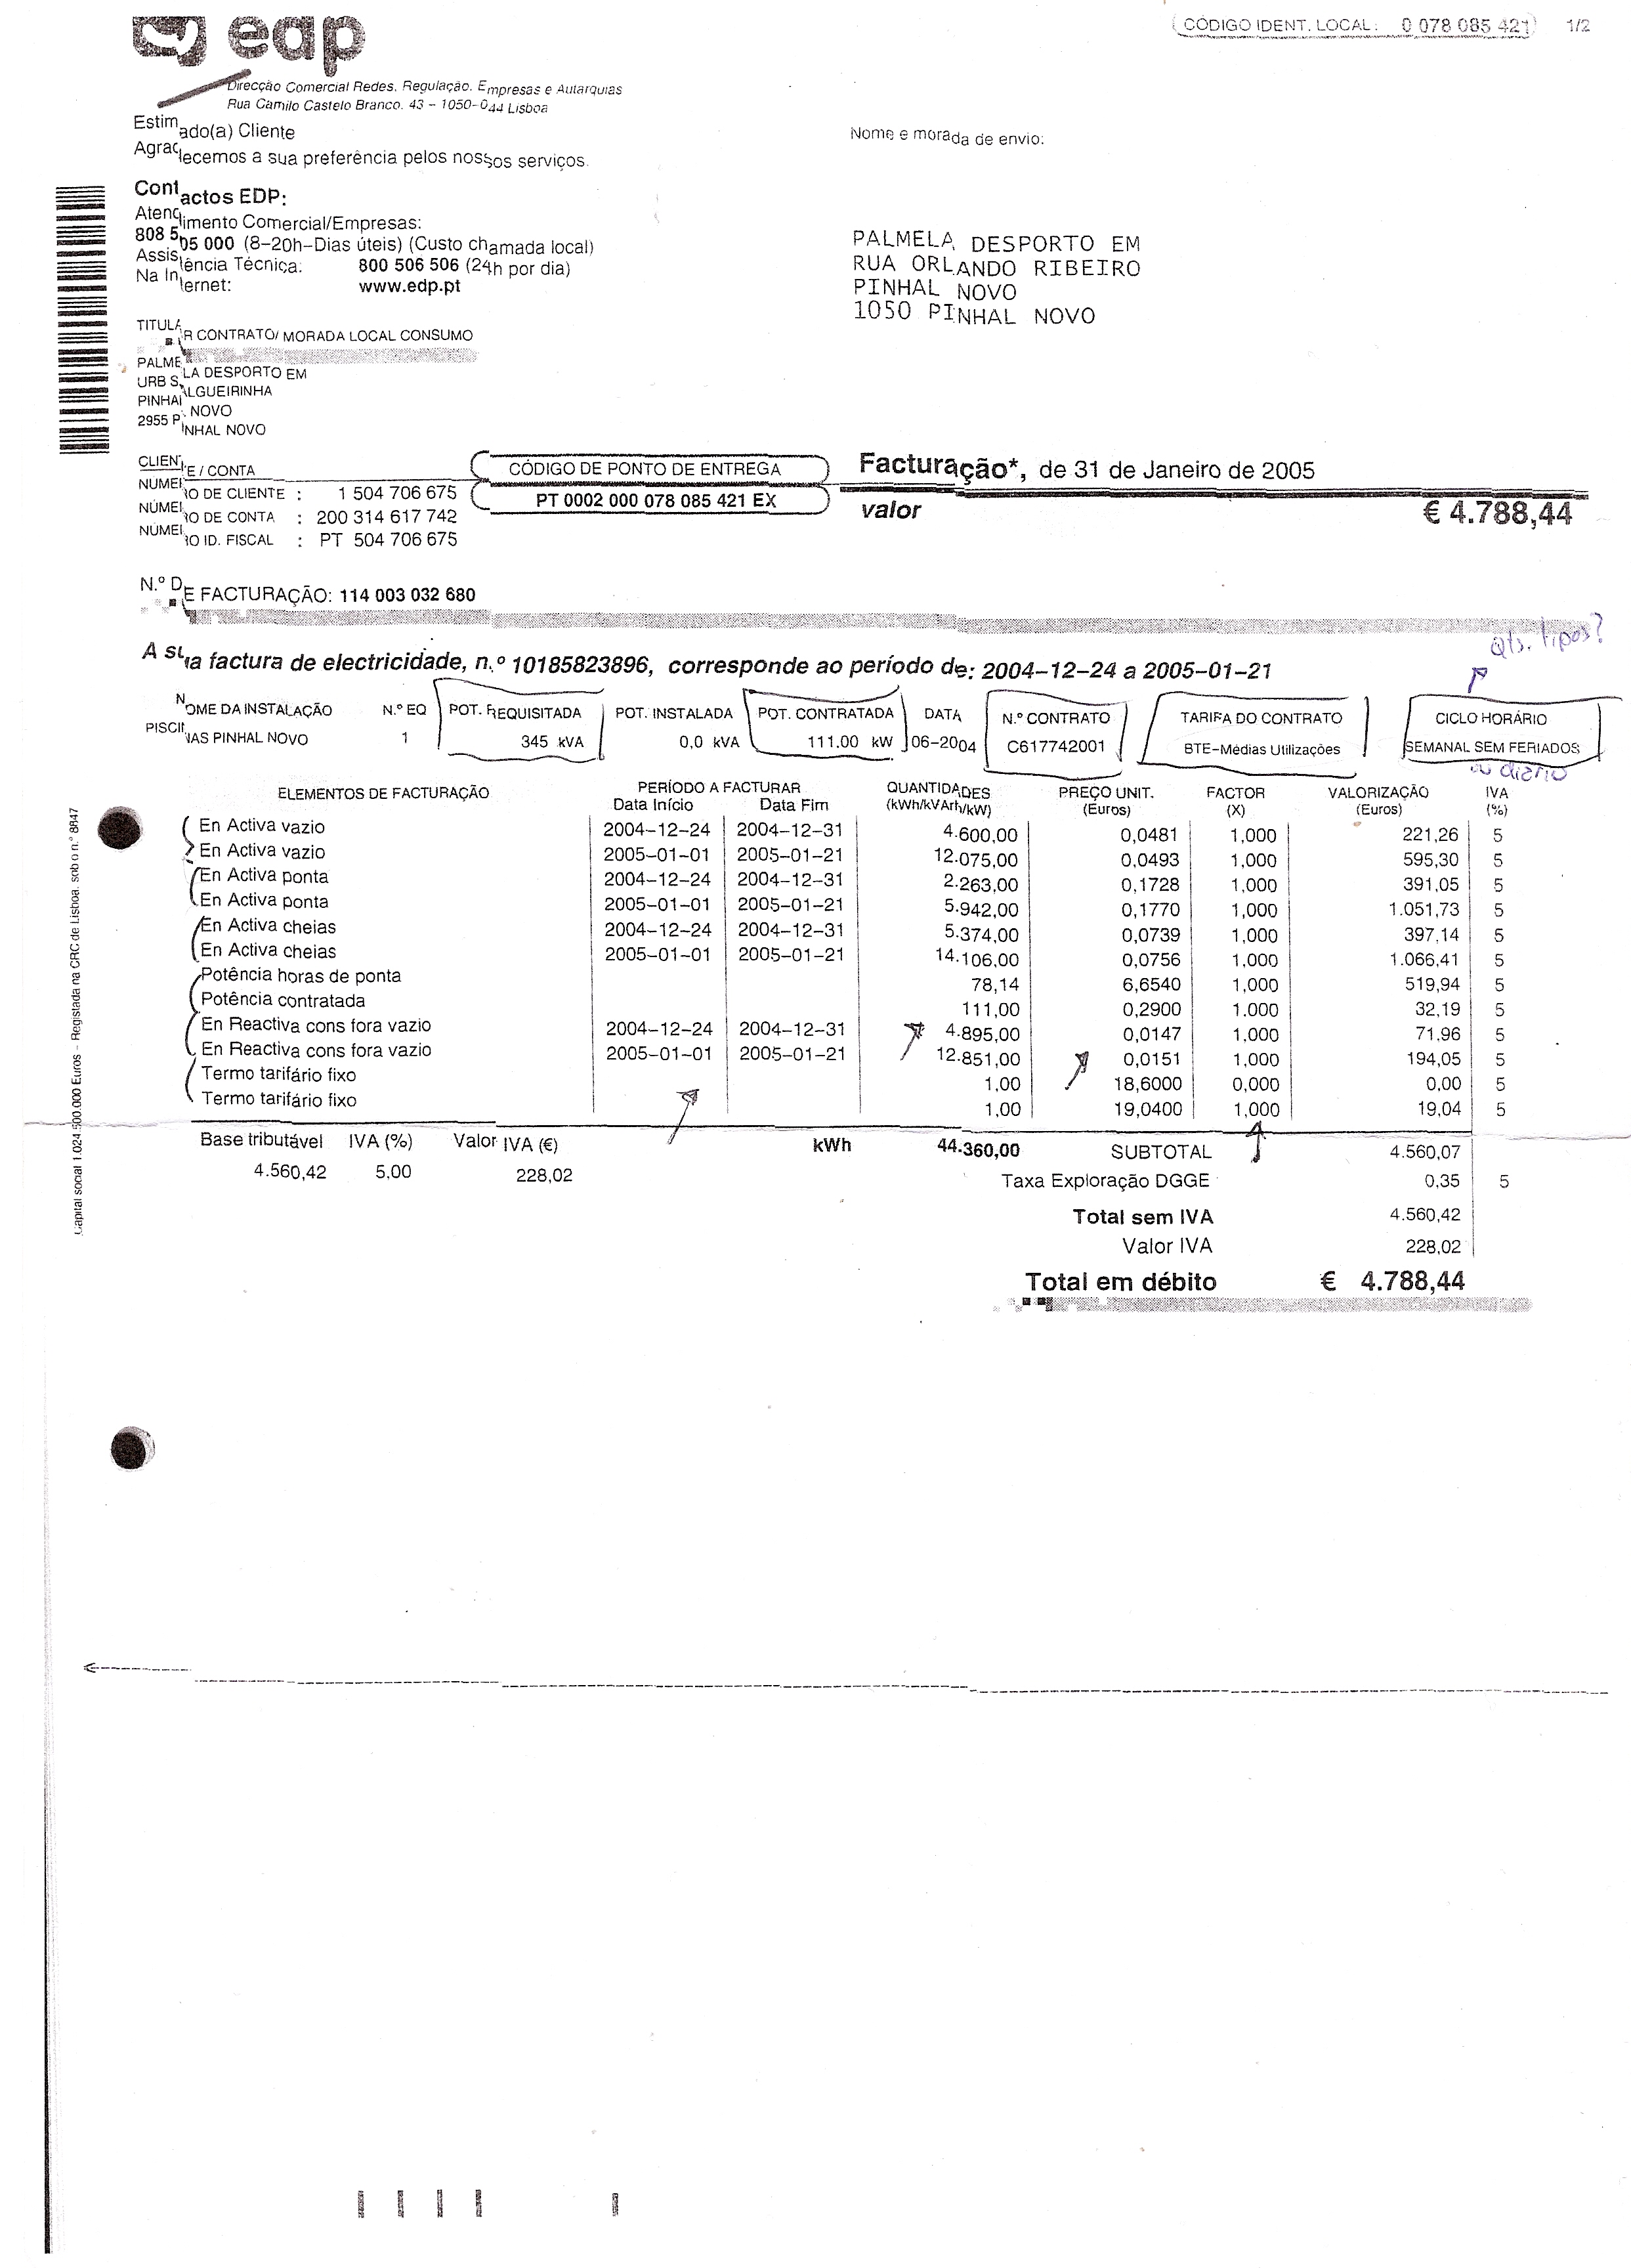 edp
CÓDIGO IDENT. LOCAL: 0 078 085 421 1/2
Direcção Comercial Redes, Regulação, Empresas e Autarquias
Rua Camilo Castelo Branco, 43 – 1050–044 Lisboa
Estimado(a) Cliente
Agradecemos a sua preferência pelos nossos serviços.
Nome e morada de envio:
Contactos EDP:
Atendimento Comercial/Empresas:
808 505 000 (8–20h–Dias úteis) (Custo chamada local)
Assistência Técnica: 800 506 506 (24h por dia)
Na Internet: www.edp.pt
PALMELA DESPORTO EM
RUA ORLANDO RIBEIRO
PINHAL NOVO
1050 PINHAL NOVO
TITULAR CONTRATO/ MORADA LOCAL CONSUMO
PALMELA DESPORTO EM
URB SALGUEIRINHA
PINHAL NOVO
2955 PINHAL NOVO
CLIENTE / CONTA
NÚMERO DE CLIENTE : 1 504 706 675
NÚMERO DE CONTA : 200 314 617 742
NÚMERO ID. FISCAL : PT 504 706 675
CÓDIGO DE PONTO DE ENTREGA
PT 0002 000 078 085 421 EX
Facturação*, de 31 de Janeiro de 2005
valor € 4.788,44
N.º DE FACTURAÇÃO: 114 003 032 680
Qts. tipos?
A sua factura de electricidade, n.º 10185823896, corresponde ao período de: 2004–12–24 a 2005–01–21
NOME DA INSTALAÇÃO N.º EQ POT. REQUISITADA POT. INSTALADA POT. CONTRATADA DATA N.º CONTRATO TARIFA DO CONTRATO CICLO HORÁRIO
PISCINAS PINHAL NOVO 1 345 kVA 0,0 kVA 111.00 kW 06–2004 C617742001 BTE–Médias Utilizações SEMANAL SEM FERIADOS
ou diário
ELEMENTOS DE FACTURAÇÃO PERÍODO A FACTURAR QUANTIDADES PREÇO UNIT. FACTOR VALORIZAÇÃO IVA
Data Início Data Fim (kWh/kVArh/kW) (Euros) (X) (Euros) (%)
En Activa vazio 2004–12–24 2004–12–31 4.600,00 0,0481 1,000 221,26 5
En Activa vazio 2005–01–01 2005–01–21 12.075,00 0,0493 1,000 595,30 5
En Activa ponta 2004–12–24 2004–12–31 2.263,00 0,1728 1,000 391,05 5
En Activa ponta 2005–01–01 2005–01–21 5.942,00 0,1770 1,000 1.051,73 5
En Activa cheias 2004–12–24 2004–12–31 5.374,00 0,0739 1,000 397,14 5
En Activa cheias 2005–01–01 2005–01–21 14.106,00 0,0756 1,000 1.066,41 5
Potência horas de ponta 78,14 6,6540 1,000 519,94 5
Potência contratada 111,00 0,2900 1.000 32,19 5
En Reactiva cons fora vazio 2004–12–24 2004–12–31 4.895,00 0,0147 1,000 71,96 5
En Reactiva cons fora vazio 2005–01–01 2005–01–21 12.851,00 0,0151 1,000 194,05 5
Termo tarifário fixo 1,00 18,6000 0,000 0,00 5
Termo tarifário fixo 1,00 19,0400 1,000 19,04 5
Base tributável IVA (%) Valor IVA (€) kWh 44.360,00 SUBTOTAL 4.560,07
4.560,42 5,00 228,02
Taxa Exploração DGGE 0,35 5
Total sem IVA 4.560,42
Valor IVA 228,02
Total em débito € 4.788,44
Capital social 1.024.500.000 Euros – Registada na CRC de Lisboa, sob o n.º 8847